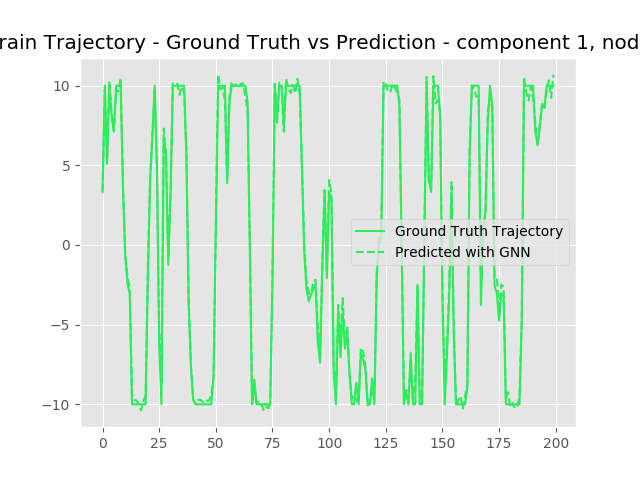 rain Trajectory - Ground Truth vs Prediction - component 1, nod
10
5
0
−5
−10
Ground Truth Trajectory
Predicted with GNN
0 25 50 75 100 125 150 175 200